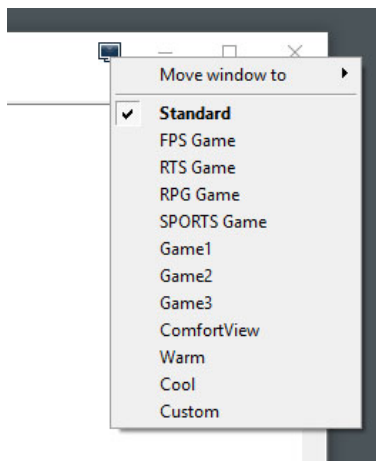 Move window to
Standard
FPS Game
RTS Game
RPG Game
SPORTS Game
Game1
Game2
Game3
ComfortView
Warm
Cool
Custom